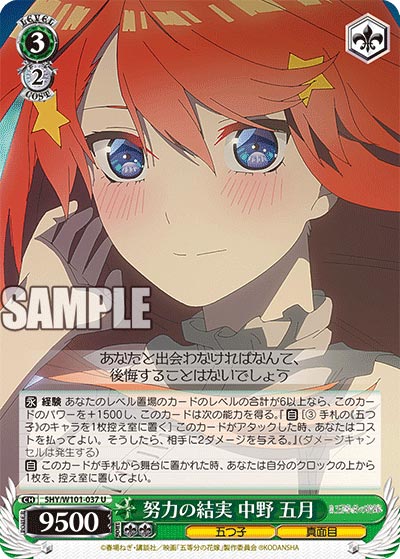 LEVEL
3
2
COST
SAMPLE
あなたと出会わなければなんて、
後悔することはないでしょう
永 経験 あなたのレベル置場のカードのレベルの合計が6以上なら、このカード
のパワーを+1500し、このカードは次の能力を得る。『自［③ 手札の《五つ
子》のキャラを1枚控え室に置く］このカードがアタックした時、あなたはコス
トを払ってよい。そうしたら、相手に2ダメージを与える。』（ダメージキャン
セルは発生する）
自 このカードが手札から舞台に置かれた時、あなたは自分のクロックの上から
1枚を、控え室に置いてよい。
CH 5HY/W101-037 U
9500
努力の結実 中野 五月
五つ子
真面目
©春場ねぎ・講談社／映画「五等分の花嫁」製作委員会 ®KODANSHA